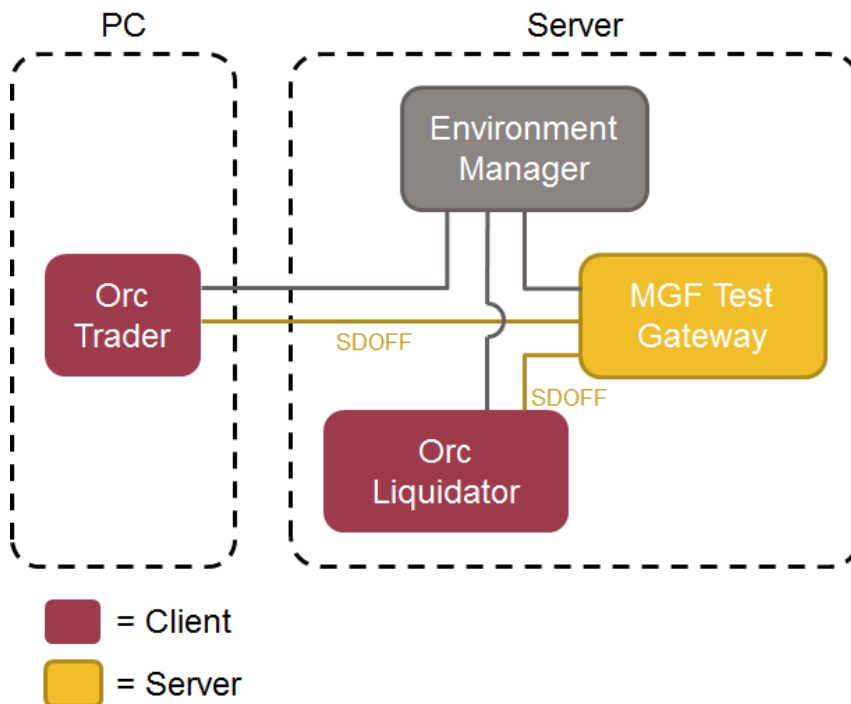 PC
Server
Environment
Manager
Orc
Trader
MGF Test
Gateway
SDOFF
SDOFF
Orc
Liquidator
= Client
= Server